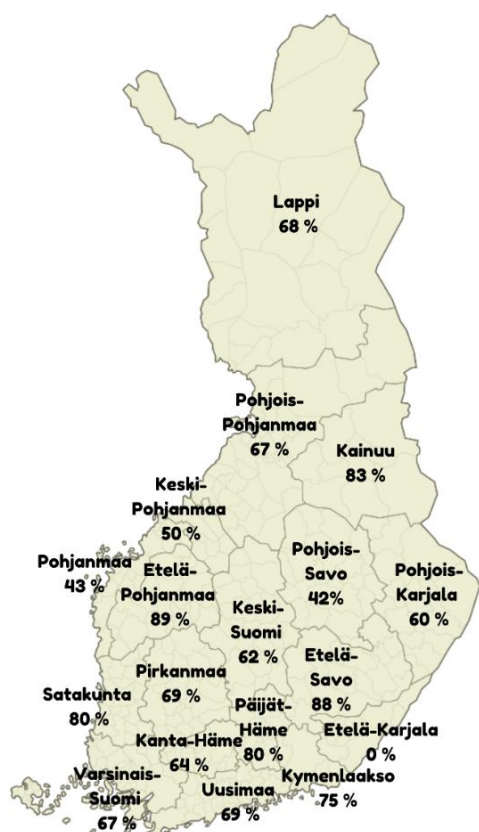 Lappi
68 %
Pohjois-
Pohjanmaa
67 %
Kainuu
83 %
Keski-
Pohjanmaa
50 %
Pohjanmaa
43 %
Etelä-
Pohjanmaa
89 %
Pohjois-
Savo
42%
Pohjois-
Karjala
60 %
Keski-
Suomi
62 %
Etelä-
Savo
88 %
Pirkanmaa
69 %
Satakunta
80 %
Päijät-
Häme
80 %
Etelä-Karjala
0 %
Kanta-Häme
64 %
Kymenlaakso
75 %
Varsinais-
Suomi
67 %
Uusimaa
69 %